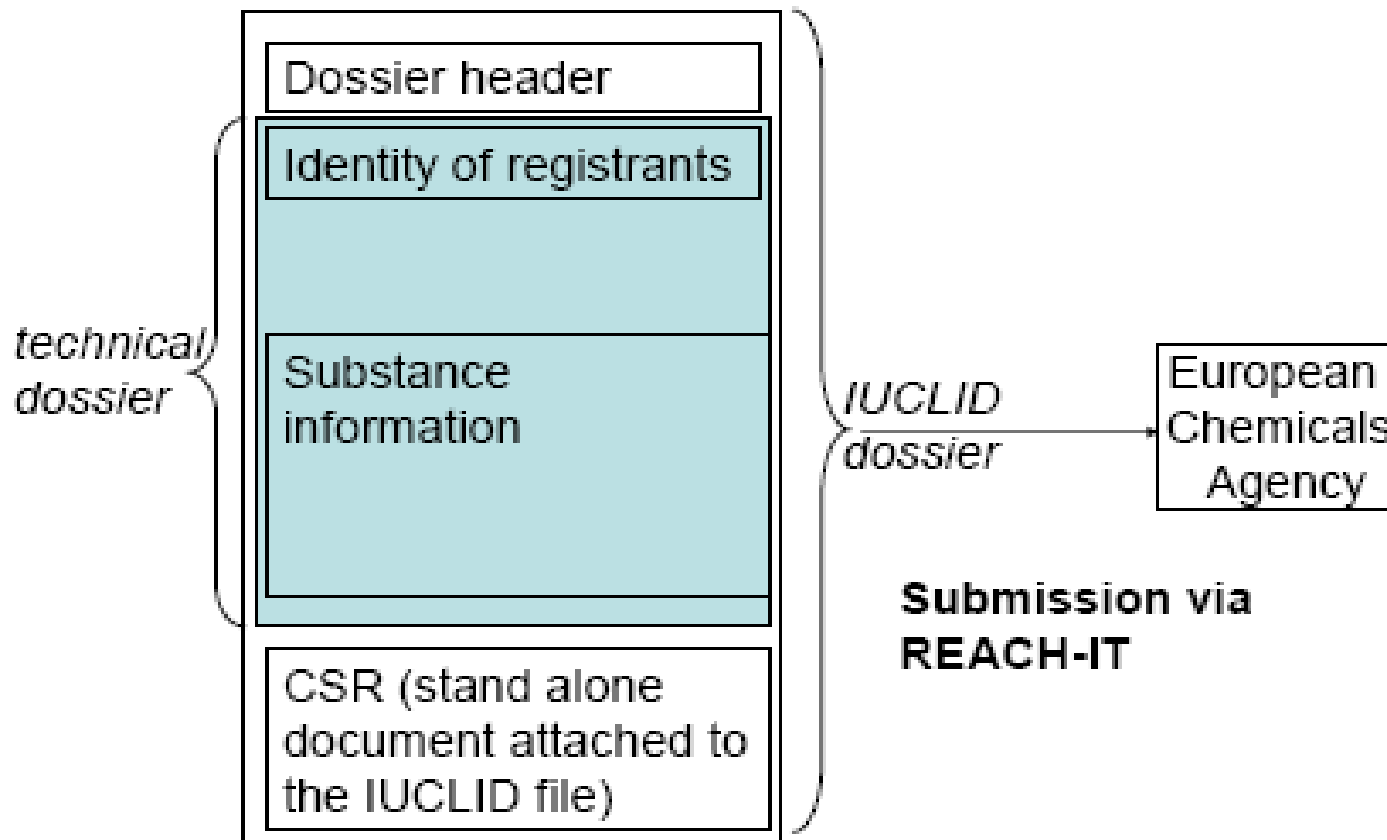 Dossier header
Identity of registrants
technical
dossier
Substance
information
IUCLID
dossier
European
Chemicals
Agency
Submission via
REACH-IT
CSR (stand alone
document attached to
the IUCLID file)